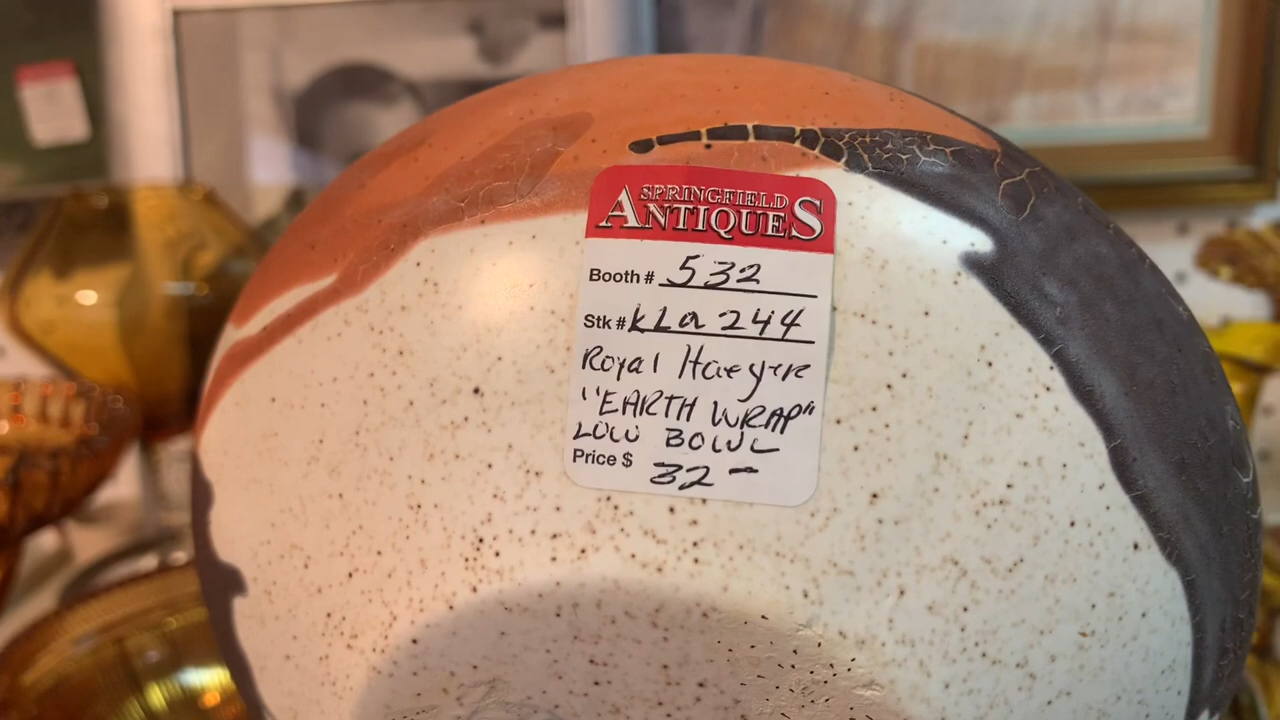 SPRINGFIELD
ANTIQUES
Booth # 532
Stk # KLa 244
Royal Haeger
"EARTH WRAP"
LOW BOWL
Price $ 32-